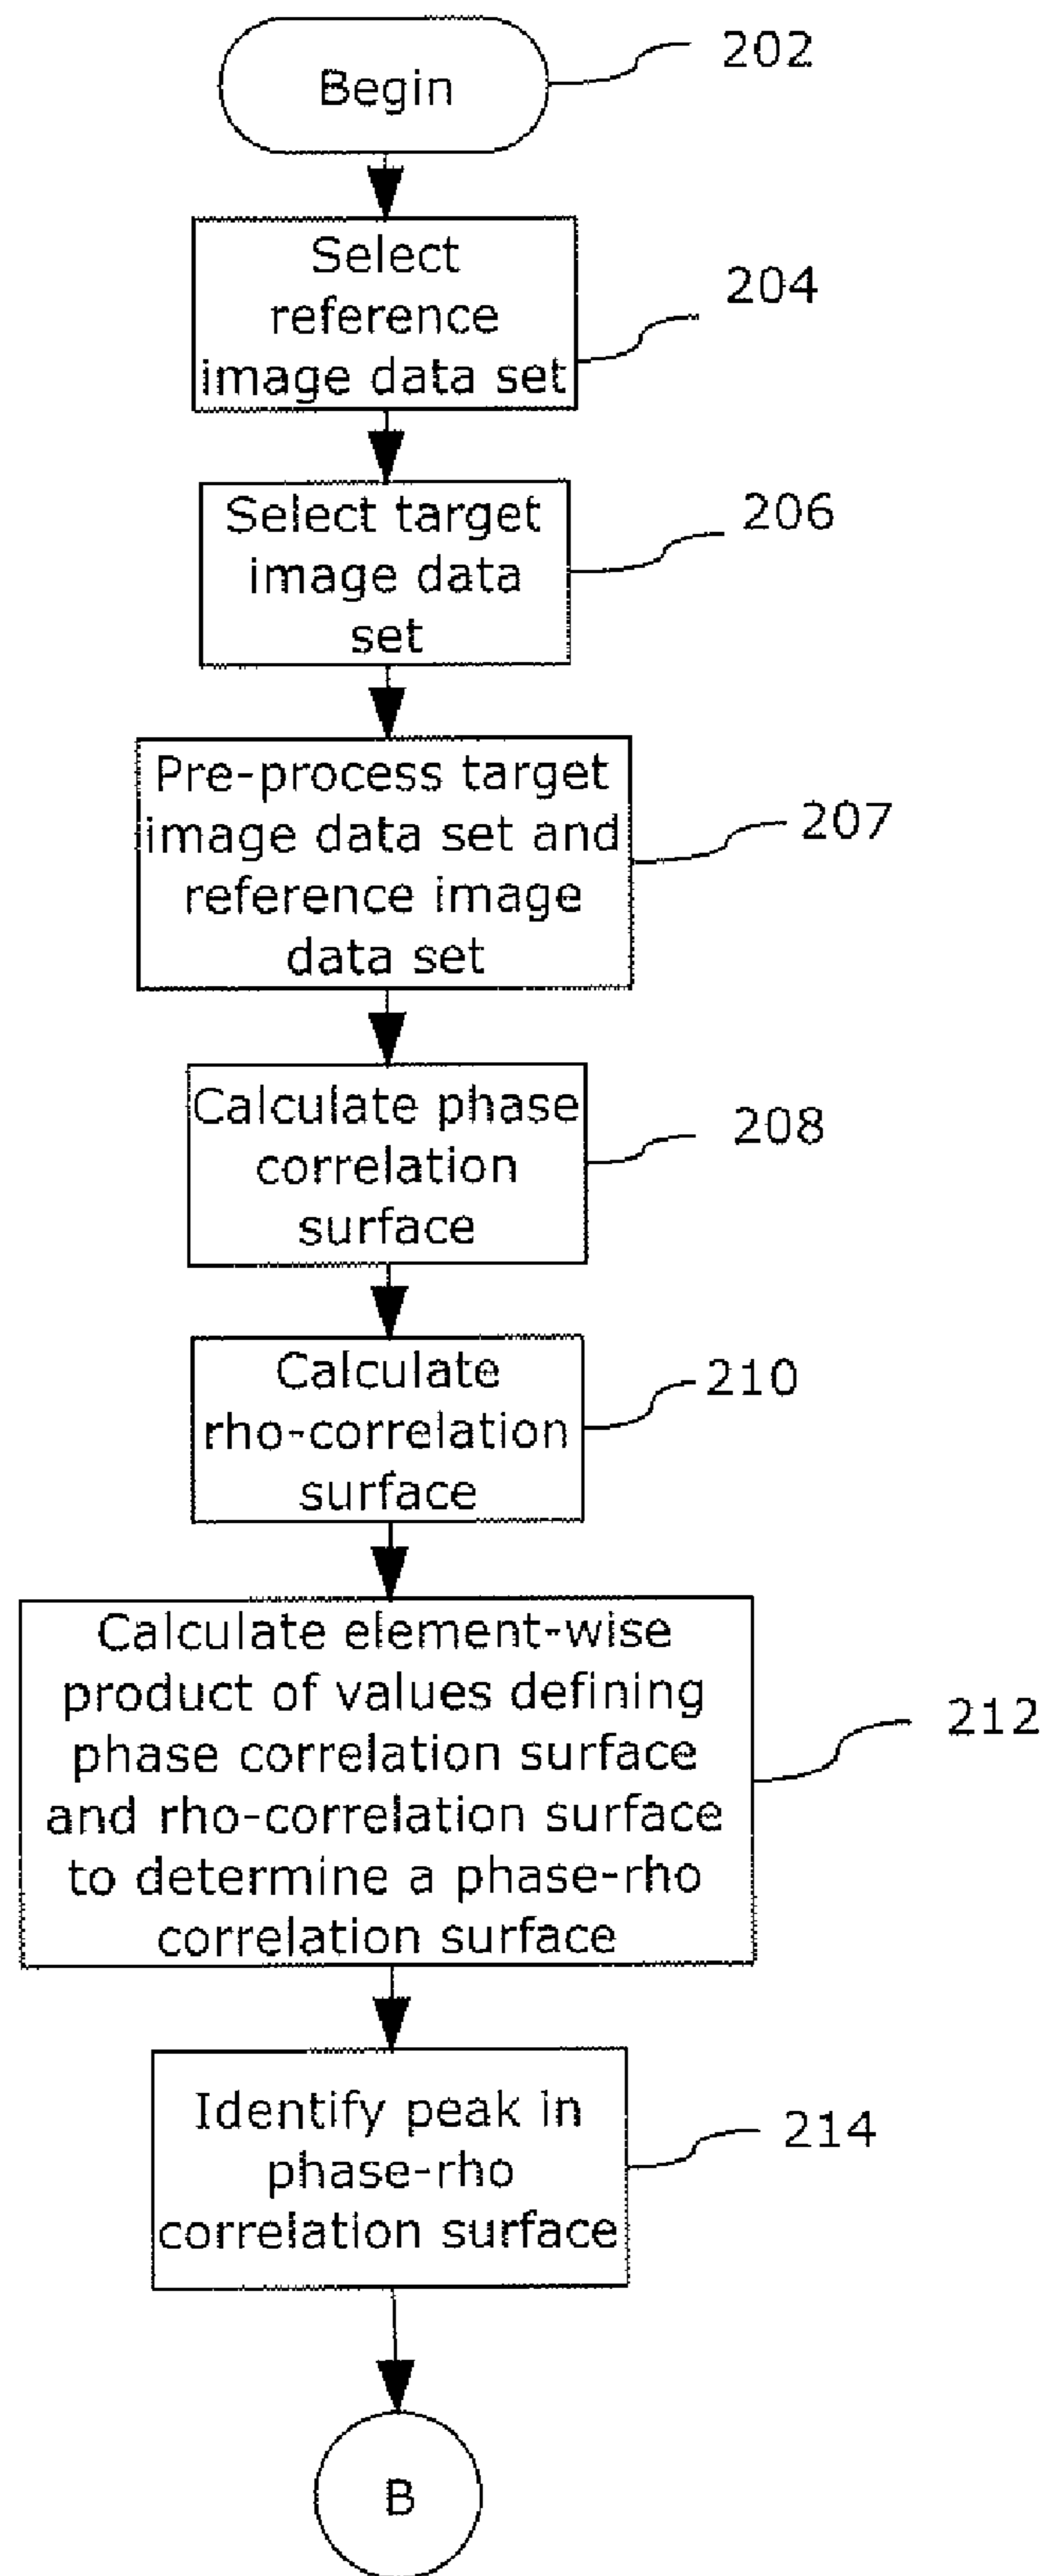 Begin
202
Select
reference
image data set
204
Select target
image data
set
206
Pre-process target
image data set and
reference image
data set
207
Calculate phase
correlation
surface
208
Calculate
rho-correlation
surface
210
Calculate element-wise
product of values defining
phase correlation surface
and rho-correlation surface
to determine a phase-rho
correlation surface
212
Identify peak in
phase-rho
correlation surface
214
B